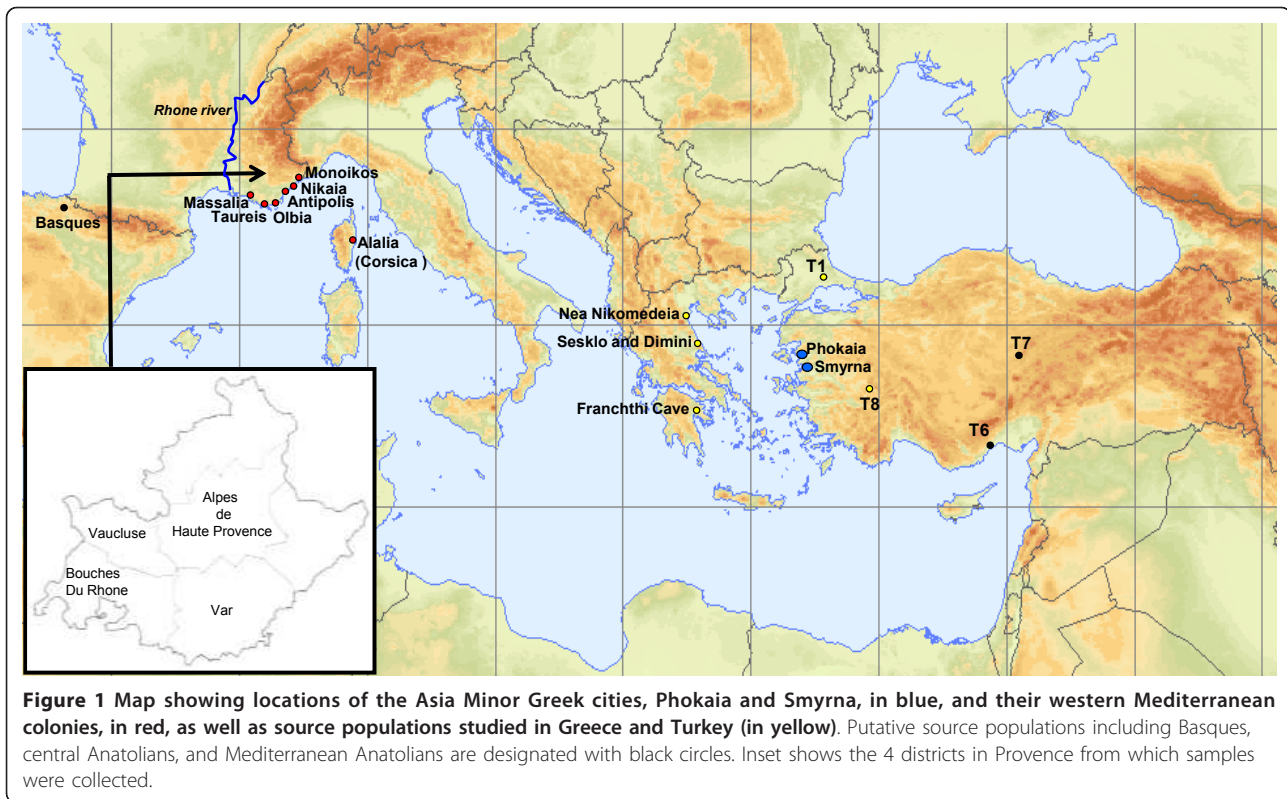 Rhone river
Monoikos
Nikaia
Antipolis
Massalia
Taureis
Olbia
Basques
Alalia
(Corsica )
T1
Nea Nikomedeia
Sesklo and Dimini
Phokaia
Smyrna
T7
T8
Franchthi Cave
T6
Alpes
de
Haute Provence
Vaucluse
Bouches
Du Rhone
Var
Figure 1 Map showing locations of the Asia Minor Greek cities, Phokaia and Smyrna, in blue, and their western Mediterranean
colonies, in red, as well as source populations studied in Greece and Turkey (in yellow). Putative source populations including Basques,
central Anatolians, and Mediterranean Anatolians are designated with black circles. Inset shows the 4 districts in Provence from which samples
were collected.